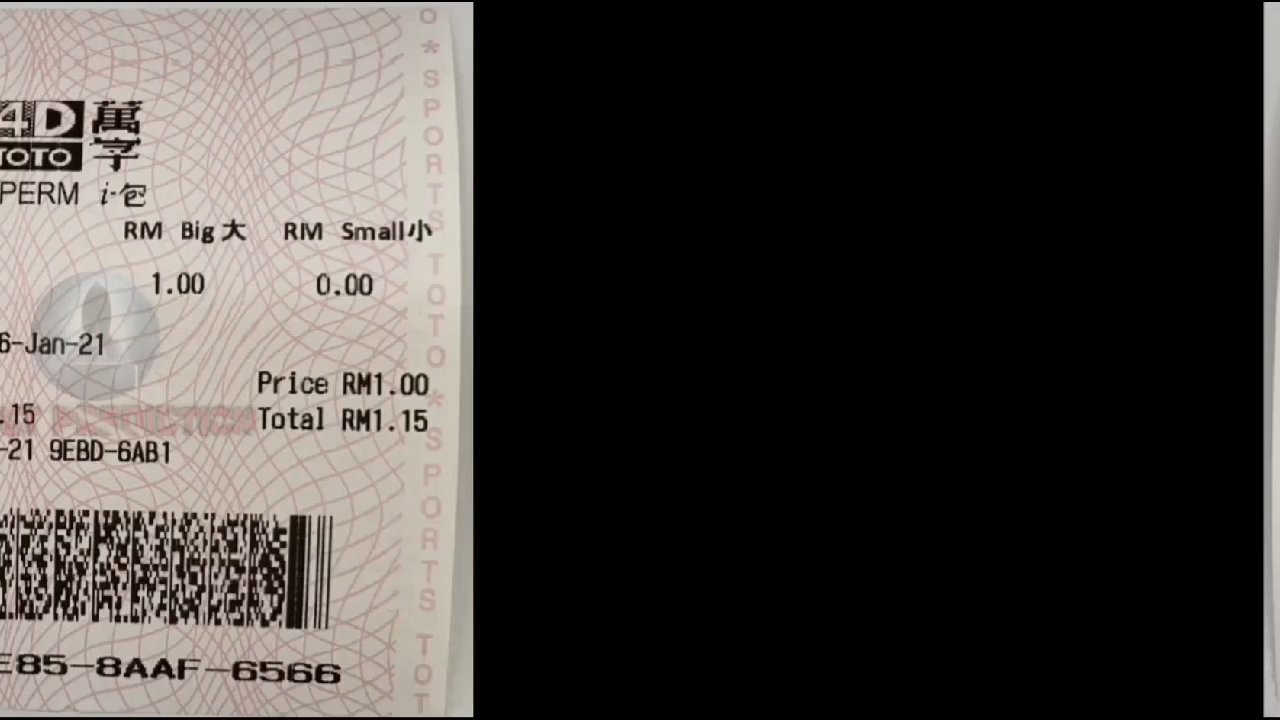 4D 萬字
TOTO
PERM i-包
RM Big 大 RM Small 小
1.00 0.00
6-Jan-21
Price RM1.00
.15 Total RM1.15
-21 9EBD-6AB1
E85-8AAF-6566
O * SPORTS TOTO * SPORTS TOT